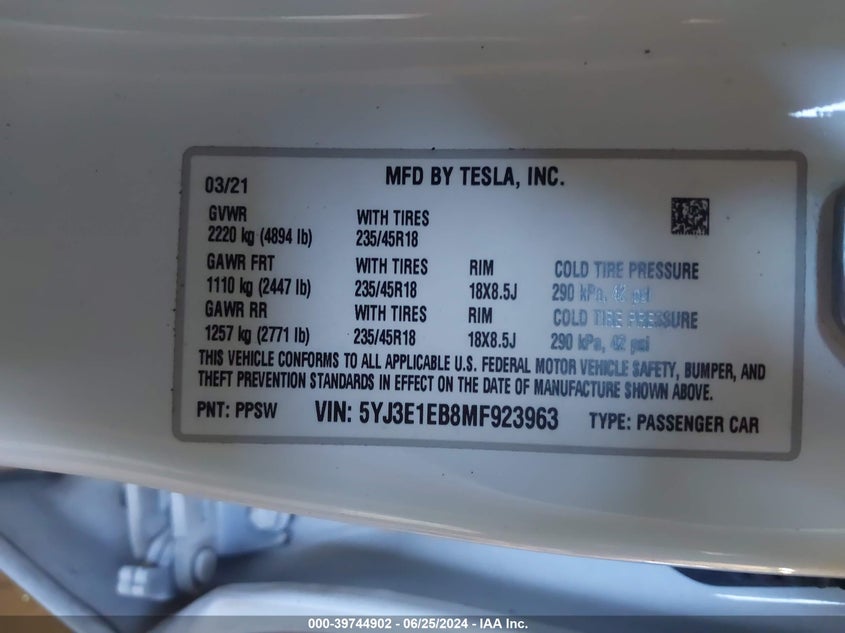 03/21 MFD BY TESLA, INC.
GVWR WITH TIRES
2220 kg (4894 lb) 235/45R18
GAWR FRT WITH TIRES RIM COLD TIRE PRESSURE
1110 kg (2447 lb) 235/45R18 18X8.5J 290 kPa, 42 psi
GAWR RR WITH TIRES RIM COLD TIRE PRESSURE
1257 kg (2771 lb) 235/45R18 18X8.5J 290 kPa, 42 psi
THIS VEHICLE CONFORMS TO ALL APPLICABLE U.S. FEDERAL MOTOR VEHICLE SAFETY, BUMPER, AND
THEFT PREVENTION STANDARDS IN EFFECT ON THE DATE OF MANUFACTURE SHOWN ABOVE.
PNT: PPSW VIN: 5YJ3E1EB8MF923963 TYPE: PASSENGER CAR
000-39744902 - 06/25/2024 - IAA Inc.